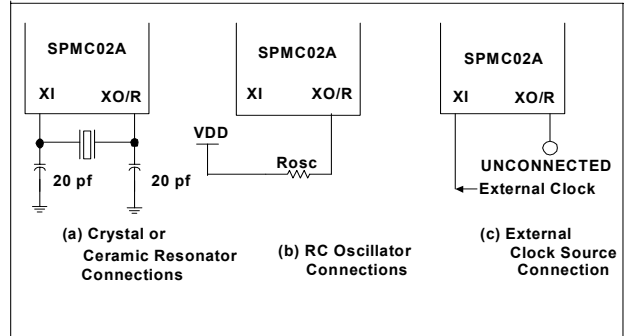 SPMC02A
XI XO/R
20 pf 20 pf
(a) Crystal or
Ceramic Resonator
Connections
SPMC02A
XI XO/R
VDD
Rosc
(b) RC Oscillator
Connections
SPMC02A
XI XO/R
UNCONNECTED
External Clock
(c) External
Clock Source
Connection